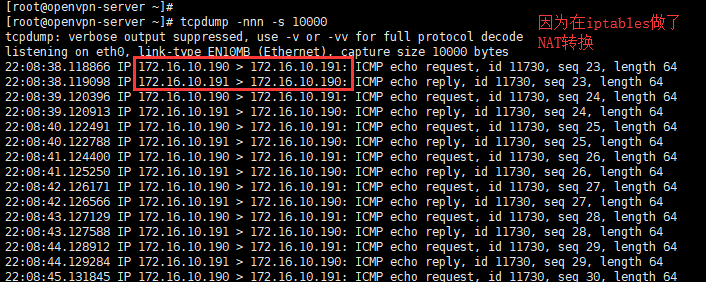 [root@openvpn-server ~]#
[root@openvpn-server ~]# tcpdump -nnn -s 10000
因为在iptables做了
NAT转换
tcpdump: verbose output suppressed, use -v or -vv for full protocol decode
listening on eth0, link-type EN10MB (Ethernet), capture size 10000 bytes
22:08:38.118866 IP 172.16.10.190 > 172.16.10.191: ICMP echo request, id 11730, seq 23, length 64
22:08:38.119098 IP 172.16.10.191 > 172.16.10.190: ICMP echo reply, id 11730, seq 23, length 64
22:08:39.120396 IP 172.16.10.190 > 172.16.10.191: ICMP echo request, id 11730, seq 24, length 64
22:08:39.120913 IP 172.16.10.191 > 172.16.10.190: ICMP echo reply, id 11730, seq 24, length 64
22:08:40.122491 IP 172.16.10.190 > 172.16.10.191: ICMP echo request, id 11730, seq 25, length 64
22:08:40.122788 IP 172.16.10.191 > 172.16.10.190: ICMP echo reply, id 11730, seq 25, length 64
22:08:41.124400 IP 172.16.10.190 > 172.16.10.191: ICMP echo request, id 11730, seq 26, length 64
22:08:41.125250 IP 172.16.10.191 > 172.16.10.190: ICMP echo reply, id 11730, seq 26, length 64
22:08:42.126171 IP 172.16.10.190 > 172.16.10.191: ICMP echo request, id 11730, seq 27, length 64
22:08:42.126566 IP 172.16.10.191 > 172.16.10.190: ICMP echo reply, id 11730, seq 27, length 64
22:08:43.127129 IP 172.16.10.190 > 172.16.10.191: ICMP echo request, id 11730, seq 28, length 64
22:08:43.127588 IP 172.16.10.191 > 172.16.10.190: ICMP echo reply, id 11730, seq 28, length 64
22:08:44.128912 IP 172.16.10.190 > 172.16.10.191: ICMP echo request, id 11730, seq 29, length 64
22:08:44.129284 IP 172.16.10.191 > 172.16.10.190: ICMP echo reply, id 11730, seq 29, length 64
22:08:45.131845 IP 172.16.10.190 > 172.16.10.191: ICMP echo request, id 11730, seq 30, length 64